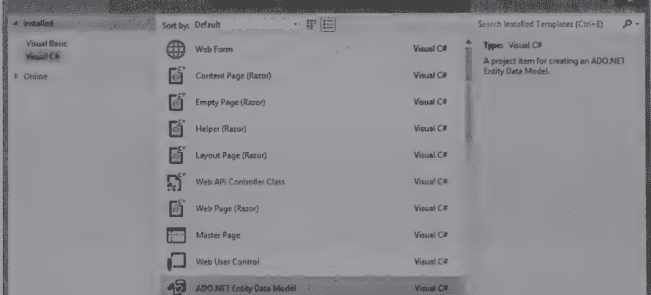 Installed
Sort by: Default
Search Installed Templates (Ctrl+E)
Visual Basic
Visual C#
Online
Web Form Visual C#
Content Page (Razor) Visual C#
Empty Page (Razor) Visual C#
Helper (Razor) Visual C#
Layout Page (Razor) Visual C#
Web API Controller Class Visual C#
Web Page (Razor) Visual C#
Master Page Visual C#
Web User Control Visual C#
ADO.NET Entity Data Model Visual C#
Type: Visual C#
A project item for creating an ADO.NET
Entity Data Model.